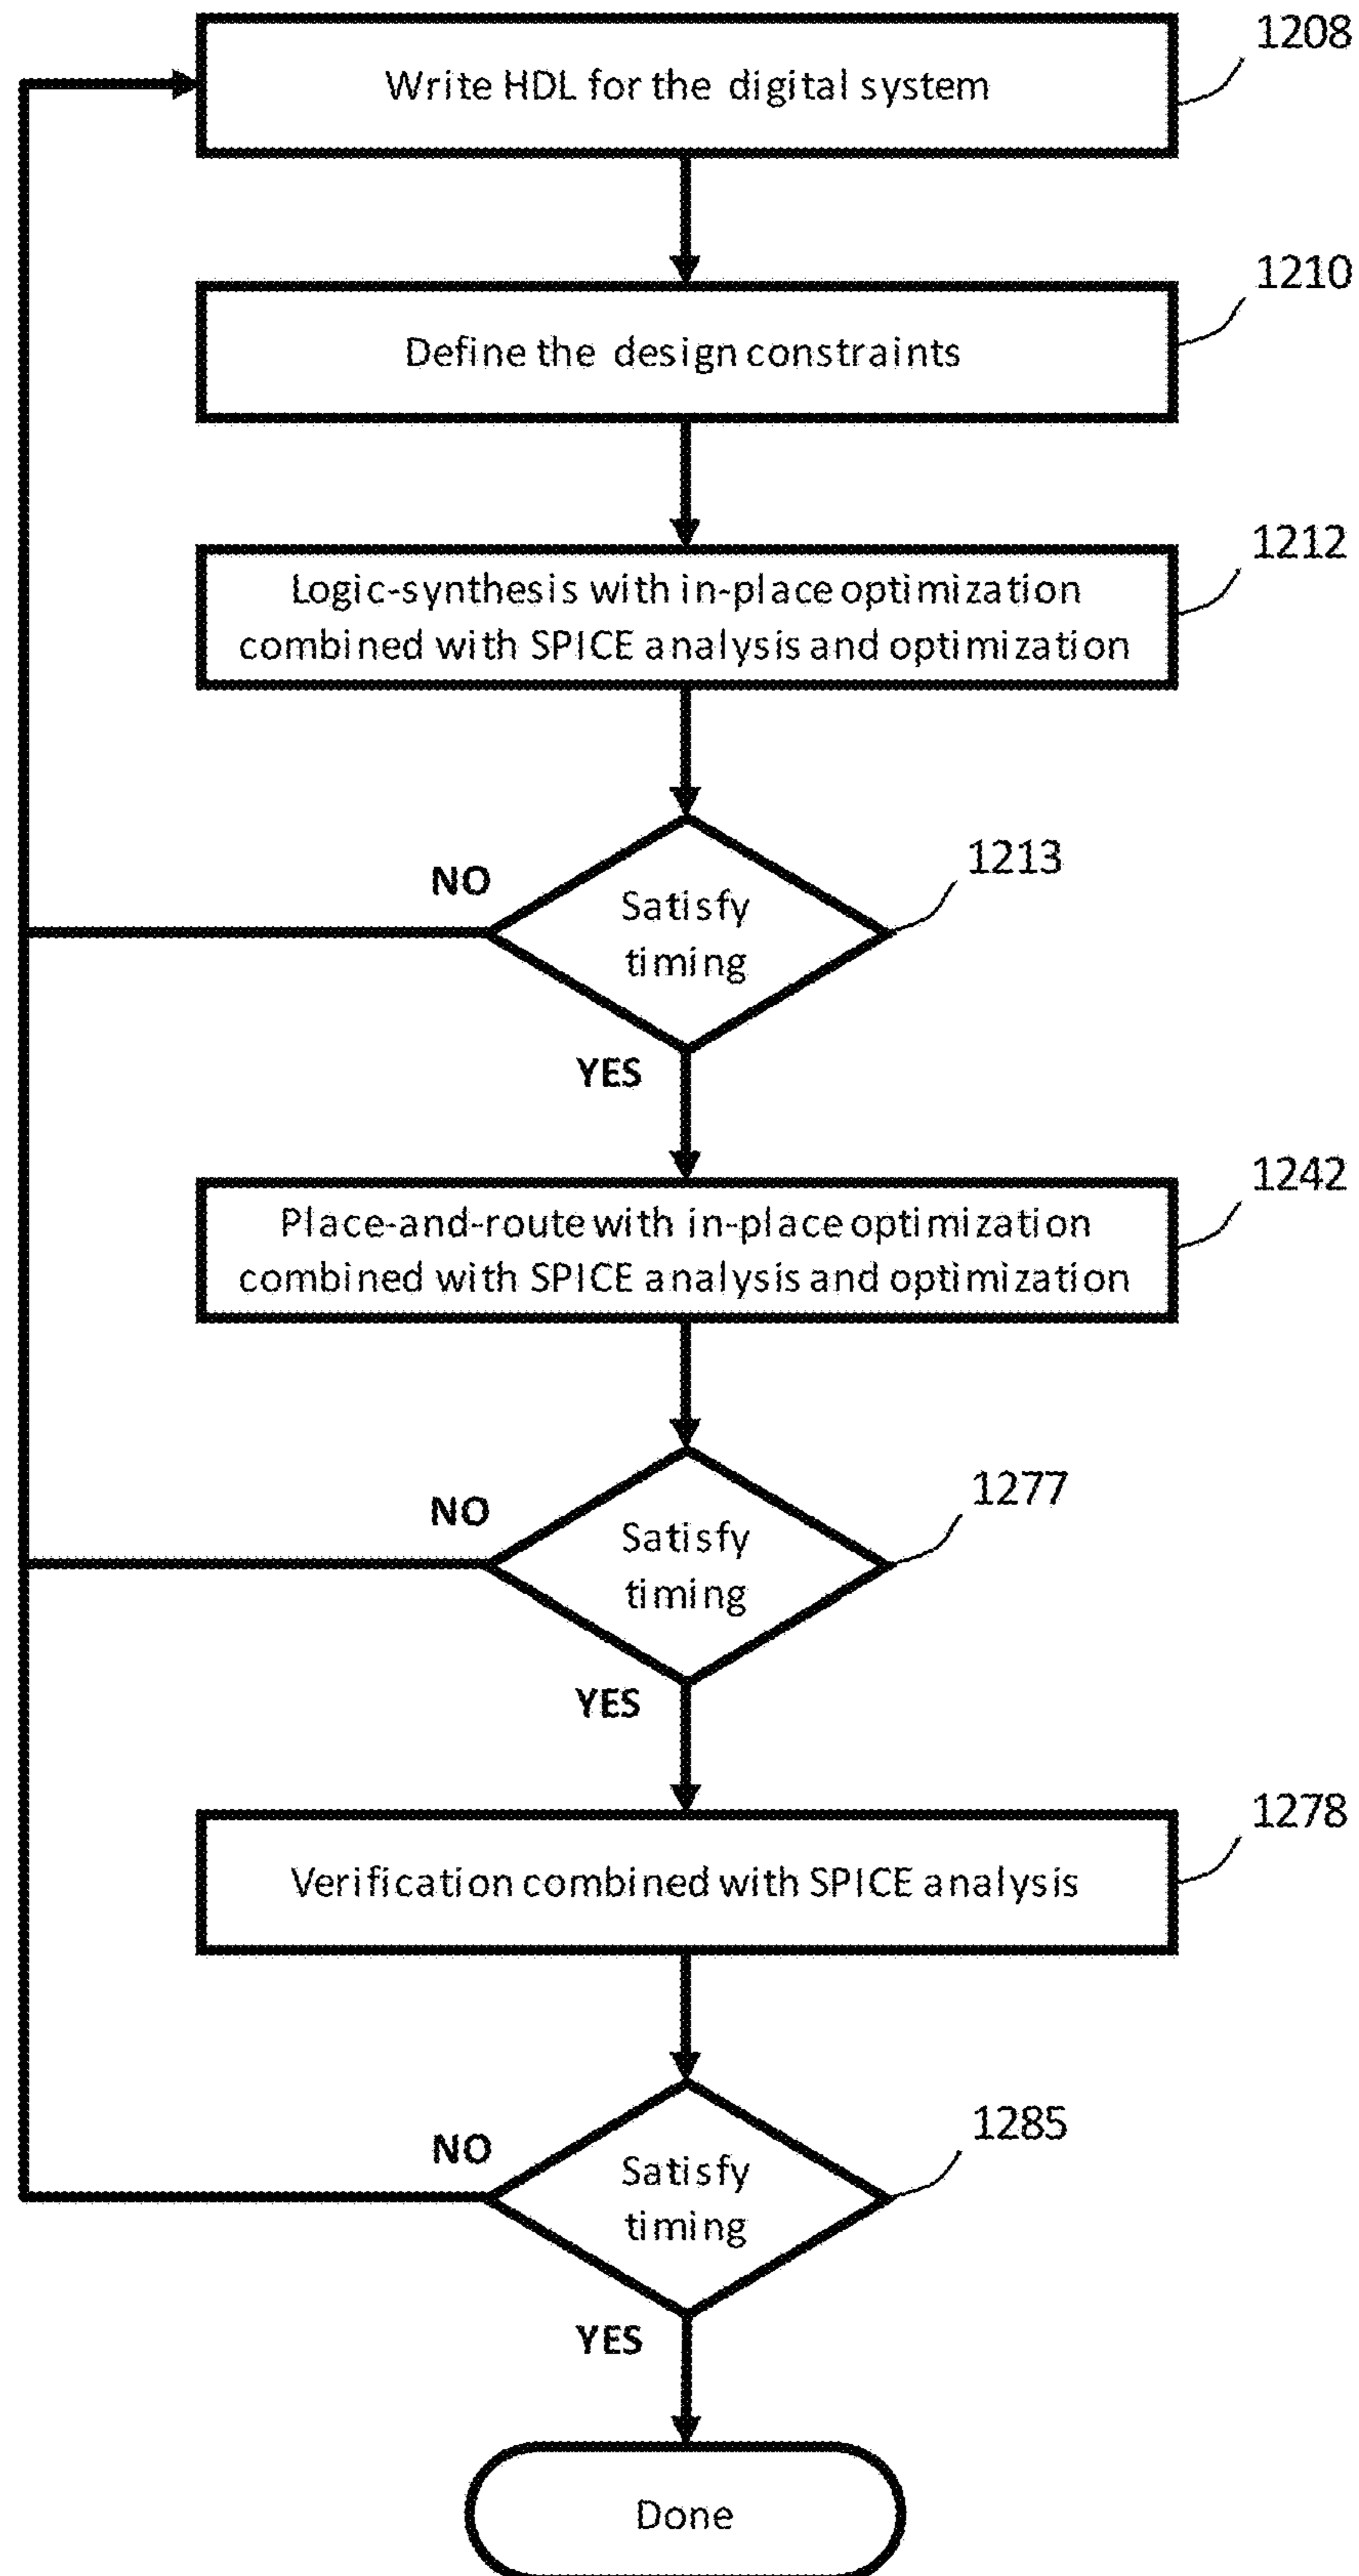 1208
Write HDL for the digital system
1210
Define the design constraints
1212
Logic-synthesis with in-place optimization
combined with SPICE analysis and optimization
1213
NO
Satisfy
timing
YES
1242
Place-and-route with in-place optimization
combined with SPICE analysis and optimization
1277
NO
Satisfy
timing
YES
1278
Verification combined with SPICE analysis
1285
NO
Satisfy
timing
YES
Done